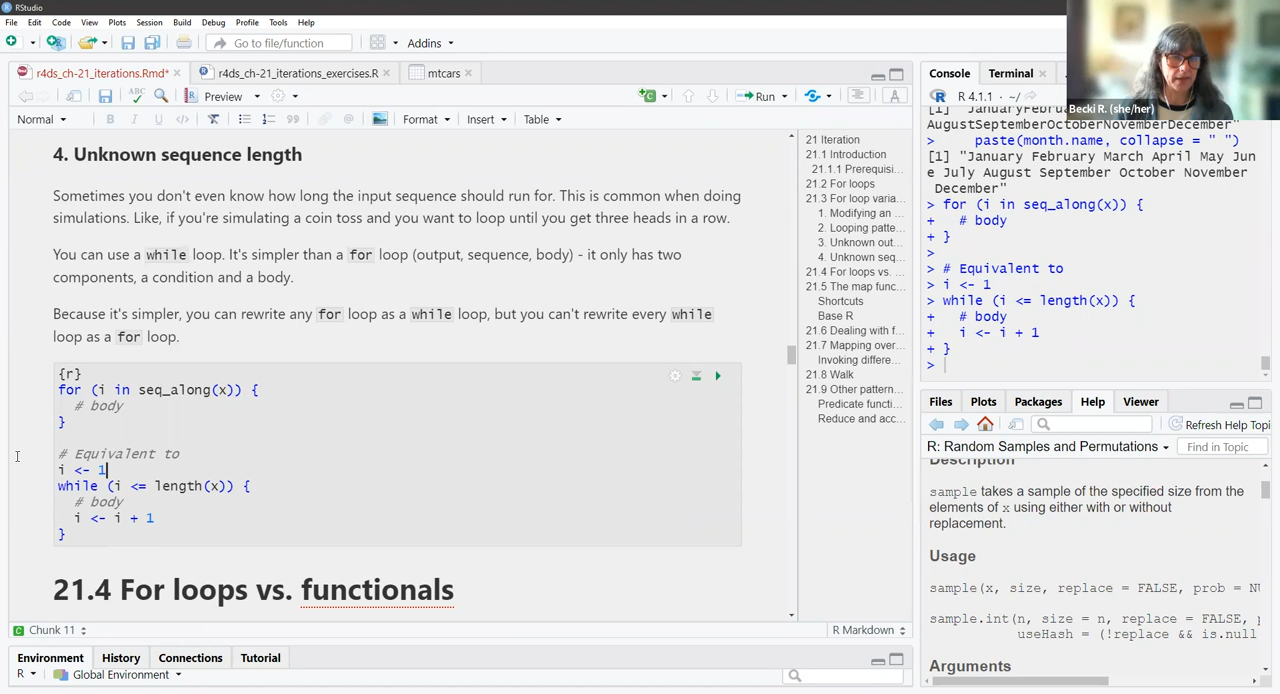 RStudio
File Edit Code View Plots Session Build Debug Profile Tools Help
Go to file/function Addins
r4ds_ch-21_iterations.Rmd* r4ds_ch-21_iterations_exercises.R mtcars
ABC Preview Run
Normal B I U </> Format Insert Table
4. Unknown sequence length
Sometimes you don't even know how long the input sequence should run for. This is common when doing
simulations. Like, if you're simulating a coin toss and you want to loop until you get three heads in a row.
You can use a while loop. It's simpler than a for loop (output, sequence, body) - it only has two
components, a condition and a body.
Because it's simpler, you can rewrite any for loop as a while loop, but you can't rewrite every while
loop as a for loop.
{r}
for (i in seq_along(x)) {
# body
}
# Equivalent to
i <- 1
while (i <= length(x)) {
# body
i <- i + 1
}
21.4 For loops vs. functionals
Chunk 11 R Markdown
21 Iteration
21.1 Introduction
21.1.1 Prerequisi...
21.2 For loops
21.3 For loop varia...
1. Modifying an ...
2. Looping patte...
3. Unknown out...
4. Unknown seq...
21.4 For loops vs. ...
21.5 The map func...
Shortcuts
Base R
21.6 Dealing with f...
21.7 Mapping over...
Invoking differe...
21.8 Walk
21.9 Other pattern...
Predicate functi...
Reduce and acc...
Environment History Connections Tutorial
R Global Environment
Console Terminal
R 4.1.1 · ~/
Becki R. (she/her)
[1] "JanuaryFebru
AugustSeptemberOctoberNovemberDecember"
> paste(month.name, collapse = " ")
[1] "January February March April May Jun
e July August September October November
December"
> for (i in seq_along(x)) {
+ # body
+ }
>
> # Equivalent to
> i <- 1
> while (i <= length(x)) {
+ # body
+ i <- i + 1
+ }
>
Files Plots Packages Help Viewer
Refresh Help Topi
R: Random Samples and Permutations Find in Topic
Description
sample takes a sample of the specified size from the
elements of x using either with or without
replacement.
Usage
sample(x, size, replace = FALSE, prob = NU
sample.int(n, size = n, replace = FALSE, p
useHash = (!replace && is.null
Arguments